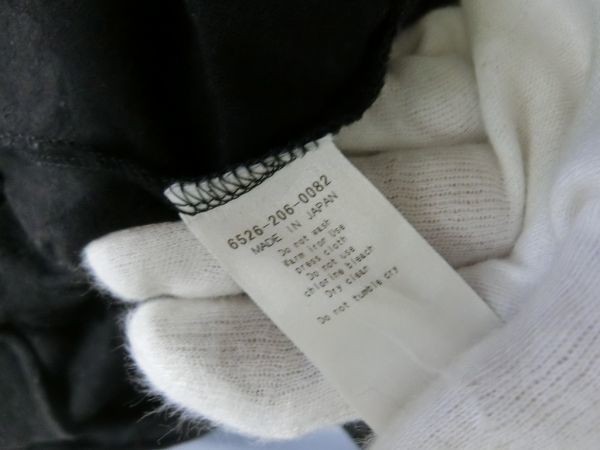 6526-206-0082
MADE IN JAPAN
Do not wash
Warm iron Use
press cloth
Do not use
chlorine bleach
Dry clean
Do not tumble dry